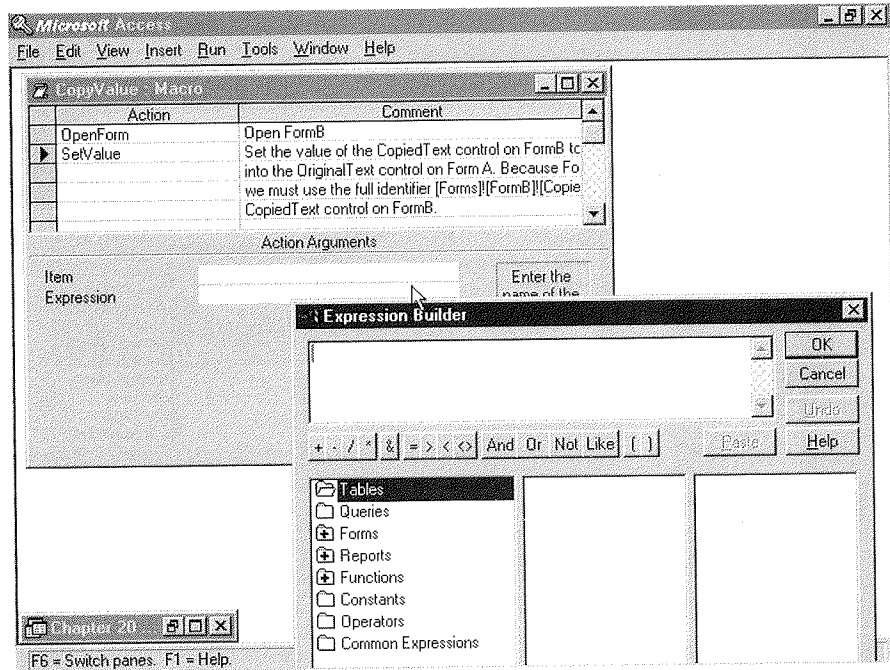 Microsoft Access
File Edit View Insert Run Tools Window Help
CopyValue : Macro
Action Comment
OpenForm Open FormB
SetValue Set the value of the CopiedText control on FormB to
into the OriginalText control on Form A. Because Fo
we must use the full identifier [Forms]![FormB]![Copie
CopiedText control on FormB.
Action Arguments
Item
Expression
Enter the
name of the
Expression Builder
OK
Cancel
Undo
+ - / * & = > < <> And Or Not Like ( ) Paste Help
Tables
Queries
Forms
Reports
Functions
Constants
Operators
Common Expressions
Chapter 20
F6 = Switch panes. F1 = Help.